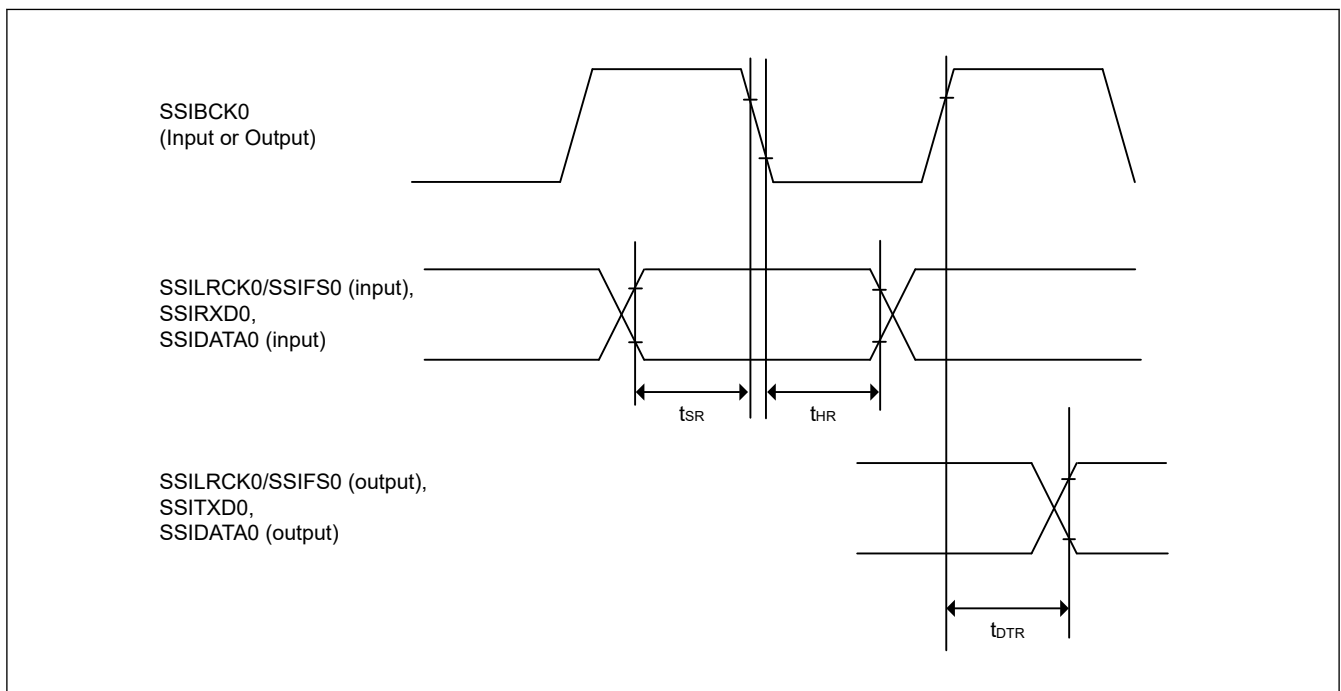 SSIBCK0
(Input or Output)
SSILRCK0/SSIFS0 (input),
SSIRXD0,
SSIDATA0 (input)
tSR
tHR
SSILRCK0/SSIFS0 (output),
SSITXD0,
SSIDATA0 (output)
tDTR